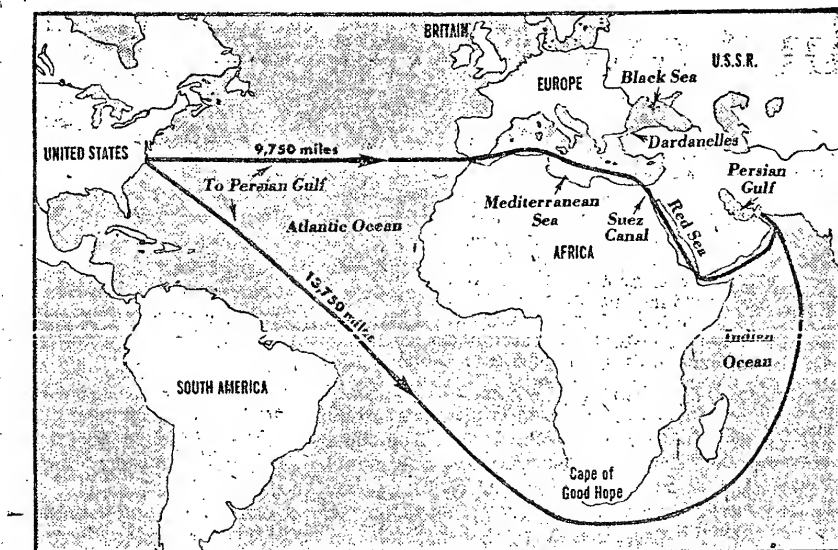 BRITAIN
U.S.S.R.
Black Sea
EUROPE
Dardanelles
9,750 miles
UNITED STATES
Persian
Gulf
To Persian Gulf
Mediterranean
Sea
Suez
Canal
Red Sea
Atlantic Ocean
AFRICA
13,750 miles
Indian
Ocean
SOUTH AMERICA
Cape of
Good Hope